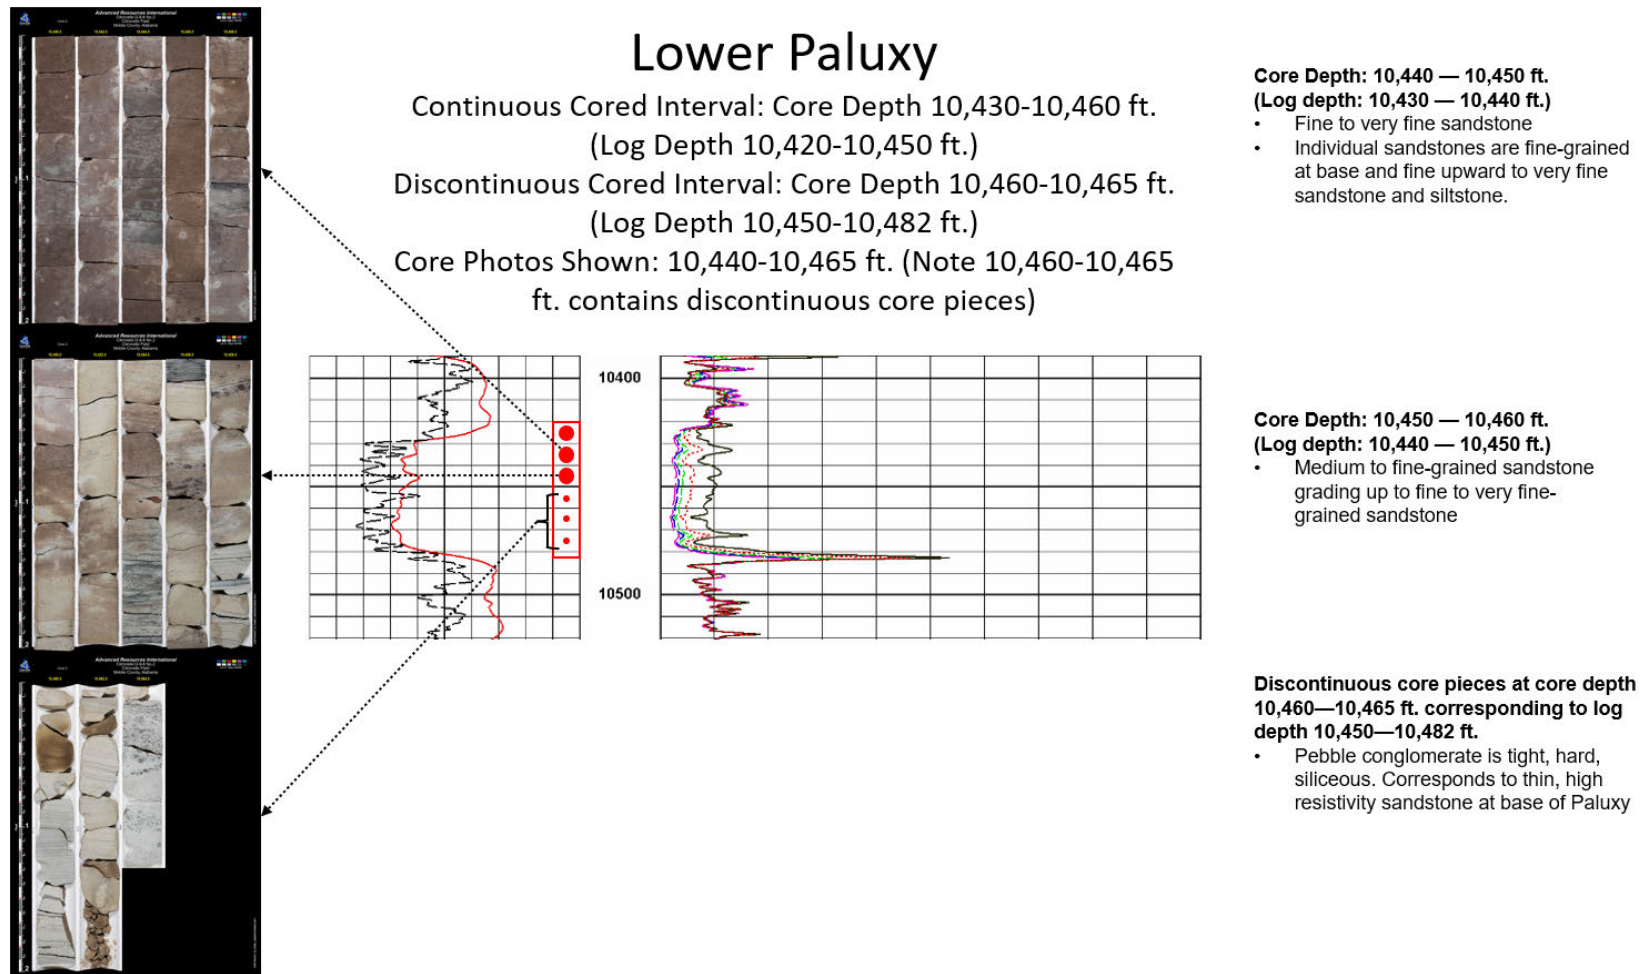 Lower Paluxy
Continuous Cored Interval: Core Depth 10,430-10,460 ft.
(Log Depth 10,420-10,450 ft.)
Discontinuous Cored Interval: Core Depth 10,460-10,465 ft.
(Log Depth 10,450-10,482 ft.)
Core Photos Shown: 10,440-10,465 ft. (Note 10,460-10,465
ft. contains discontinuous core pieces)
Advanced Resources International
Advanced Resources International
Advanced Resources International
10400
10500
Core Depth: 10,440 — 10,450 ft.
(Log depth: 10,430 — 10,440 ft.)
• Fine to very fine sandstone
• Individual sandstones are fine-grained
at base and fine upward to very fine
sandstone and siltstone.
Core Depth: 10,450 — 10,460 ft.
(Log depth: 10,440 — 10,450 ft.)
• Medium to fine-grained sandstone
grading up to fine to very fine-
grained sandstone
Discontinuous core pieces at core depth
10,460—10,465 ft. corresponding to log
depth 10,450—10,482 ft.
• Pebble conglomerate is tight, hard,
siliceous. Corresponds to thin, high
resistivity sandstone at base of Paluxy